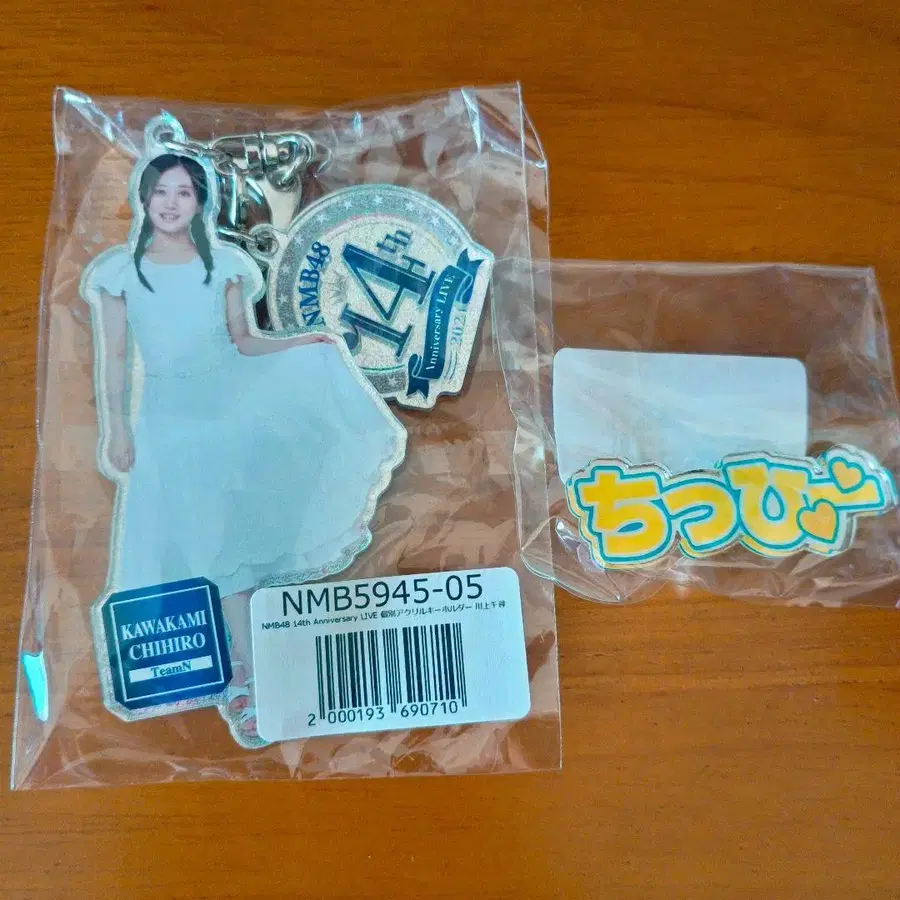 NMB48
14th
Anniversary LIVE
ちっひー
KAWAKAMI
CHIHIRO
TeamN
NMB5945-05
NMB48 14th Anniversary LIVE 個別アクリルキーホルダー 川上千尋
2 000193 690710